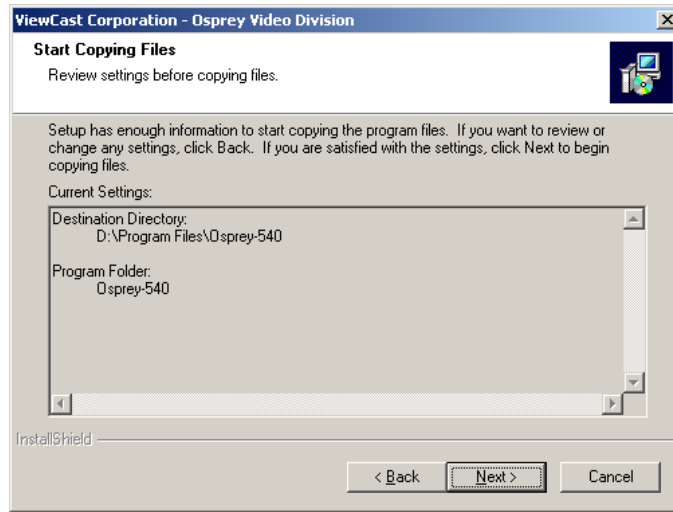 ViewCast Corporation - Osprey Video Division
Start Copying Files
Review settings before copying files.
Setup has enough information to start copying the program files. If you want to review or
change any settings, click Back. If you are satisfied with the settings, click Next to begin
copying files.
Current Settings:
Destination Directory:
D:\Program Files\Osprey-540
Program Folder:
Osprey-540
InstallShield
< Back
Next >
Cancel